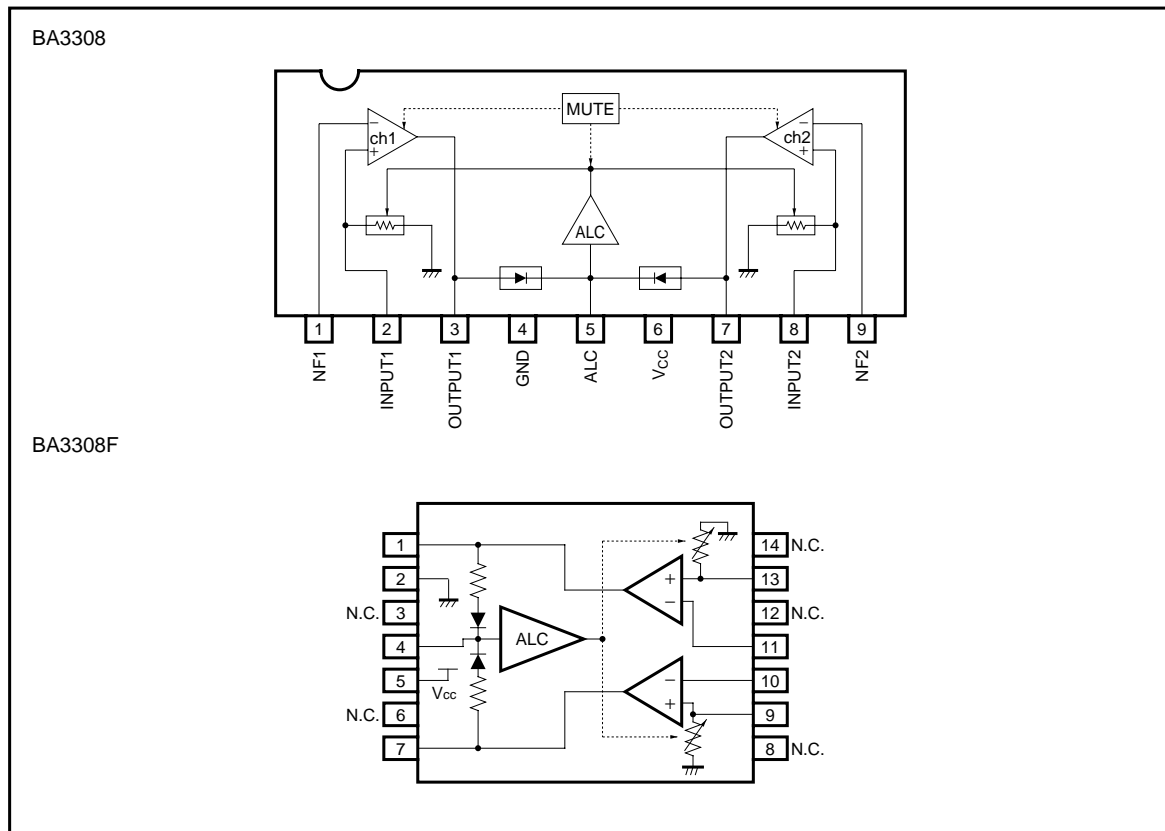 BA3308
MUTE
ch1
ch2
ALC
1 2 3 4 5 6 7 8 9
NF1 INPUT1 OUTPUT1 GND ALC VCC OUTPUT2 INPUT2 NF2
BA3308F
1
14 N.C.
2
13
N.C. 3
ALC
12 N.C.
4
11
5
VCC
10
N.C. 6
9
7
8 N.C.